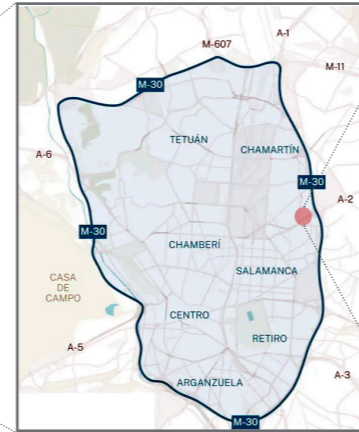 A-1
M-607
M-11
M-30
TETUÁN
CHAMARTÍN
A-6
M-30
A-2
M-30
CHAMBERÍ
SALAMANCA
CASA
DE
CAMPO
CENTRO
RETIRO
A-5
A-3
ARGANZUELA
M-30